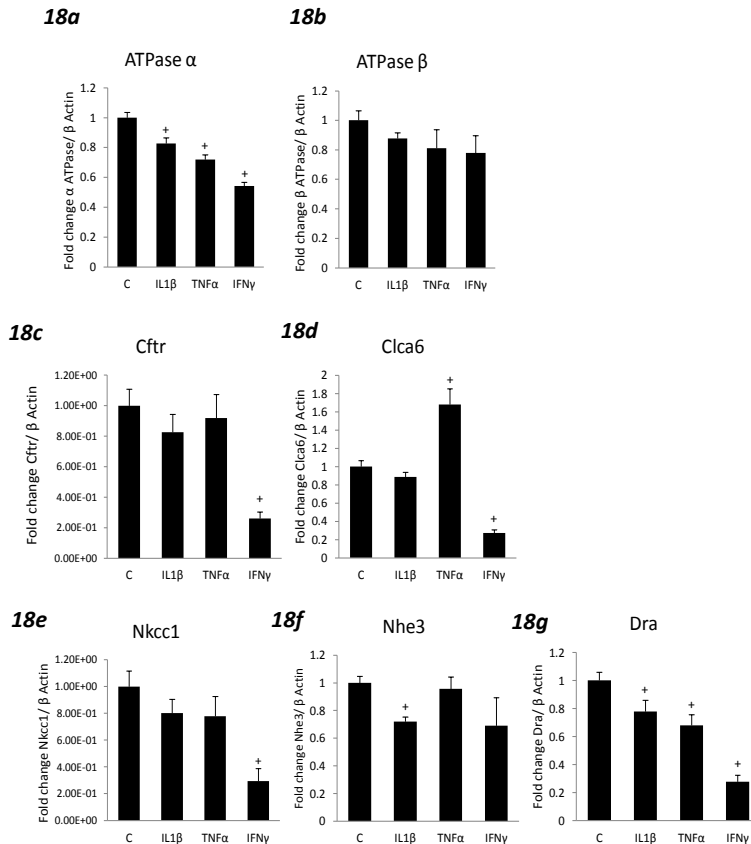 18a
ATPase α
Fold change α ATPase/ β Actin
1.2
1
0.8
0.6
0.4
0.2
0
+
+
+
C IL1β TNFα IFNγ
18b
ATPase β
Fold change β ATPase/ β Actin
1.2
1
0.8
0.6
0.4
0.2
0
C IL1β TNFα IFNγ
18c
Cftr
Fold change Cftr/ β Actin
1.20E+00
1.00E+00
8.00E-01
6.00E-01
4.00E-01
2.00E-01
0.00E+00
+
C IL1β TNFα IFNγ
18d
Clca6
Fold change Clca6/ β Actin
2
1.8
1.6
1.4
1.2
1
0.8
0.6
0.4
0.2
0
+
+
C IL1β TNFα IFNγ
18e
Nkcc1
Fold change Nkcc1/ β Actin
1.20E+00
1.00E+00
8.00E-01
6.00E-01
4.00E-01
2.00E-01
0.00E+00
+
C IL1β TNFα IFNγ
18f
Nhe3
Fold change Nhe3/ β Actin
1.2
1
0.8
0.6
0.4
0.2
0
+
C IL1β TNFα IFNγ
18g
Dra
Fold change Dra/ β Actin
1.2
1
0.8
0.6
0.4
0.2
0
+
+
+
C IL1β TNFα IFNγ